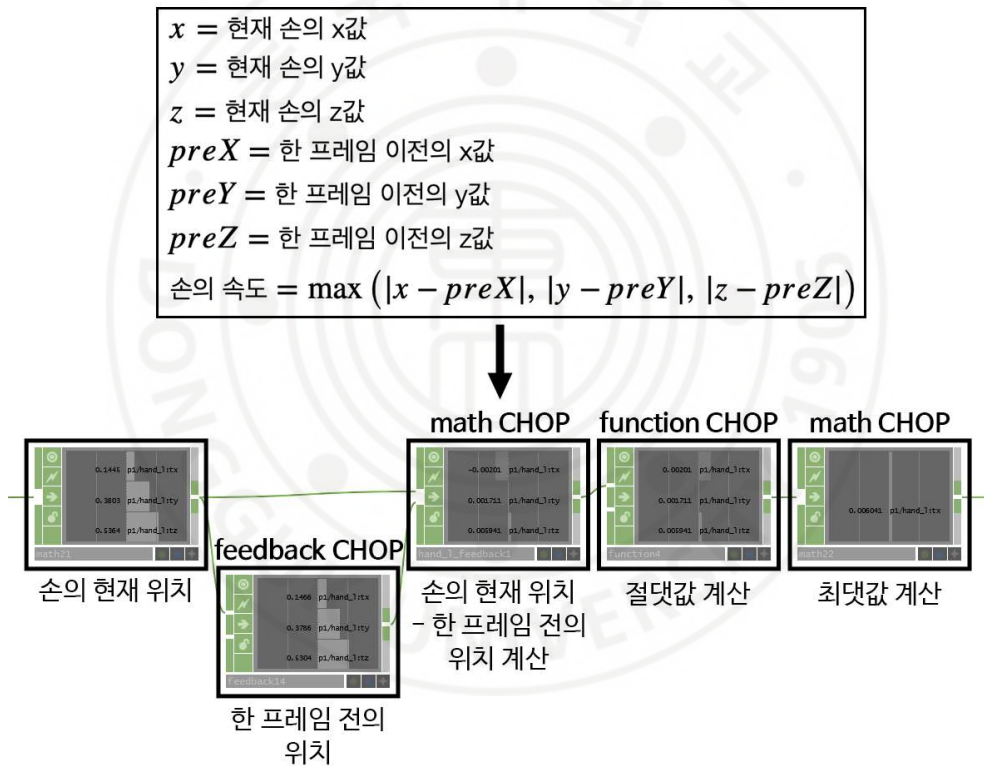 x = 현재 손의 x값
y = 현재 손의 y값
z = 현재 손의 z값
preX = 한 프레임 이전의 x값
preY = 한 프레임 이전의 y값
preZ = 한 프레임 이전의 z값
손의 속도 = max (|x − preX|, |y − preY|, |z − preZ|)
math CHOP
function CHOP
math CHOP
0.1445 p1/hand_l:tx
0.3803 p1/hand_l:ty
0.5364 p1/hand_l:tz
math21
손의 현재 위치
feedback CHOP
0.1466 p1/hand_l:tx
0.3786 p1/hand_l:ty
0.5304 p1/hand_l:tz
feedback14
한 프레임 전의
위치
-0.00201 p1/hand_l:tx
0.001711 p1/hand_l:ty
0.005941 p1/hand_l:tz
hand_l_feedback1
손의 현재 위치
- 한 프레임 전의
위치 계산
0.00201 p1/hand_l:tx
0.001711 p1/hand_l:ty
0.005941 p1/hand_l:tz
function4
절댓값 계산
0.006041 p1/hand_l:tx
math22
최댓값 계산
DONGGUK UNIVERSITY
1906